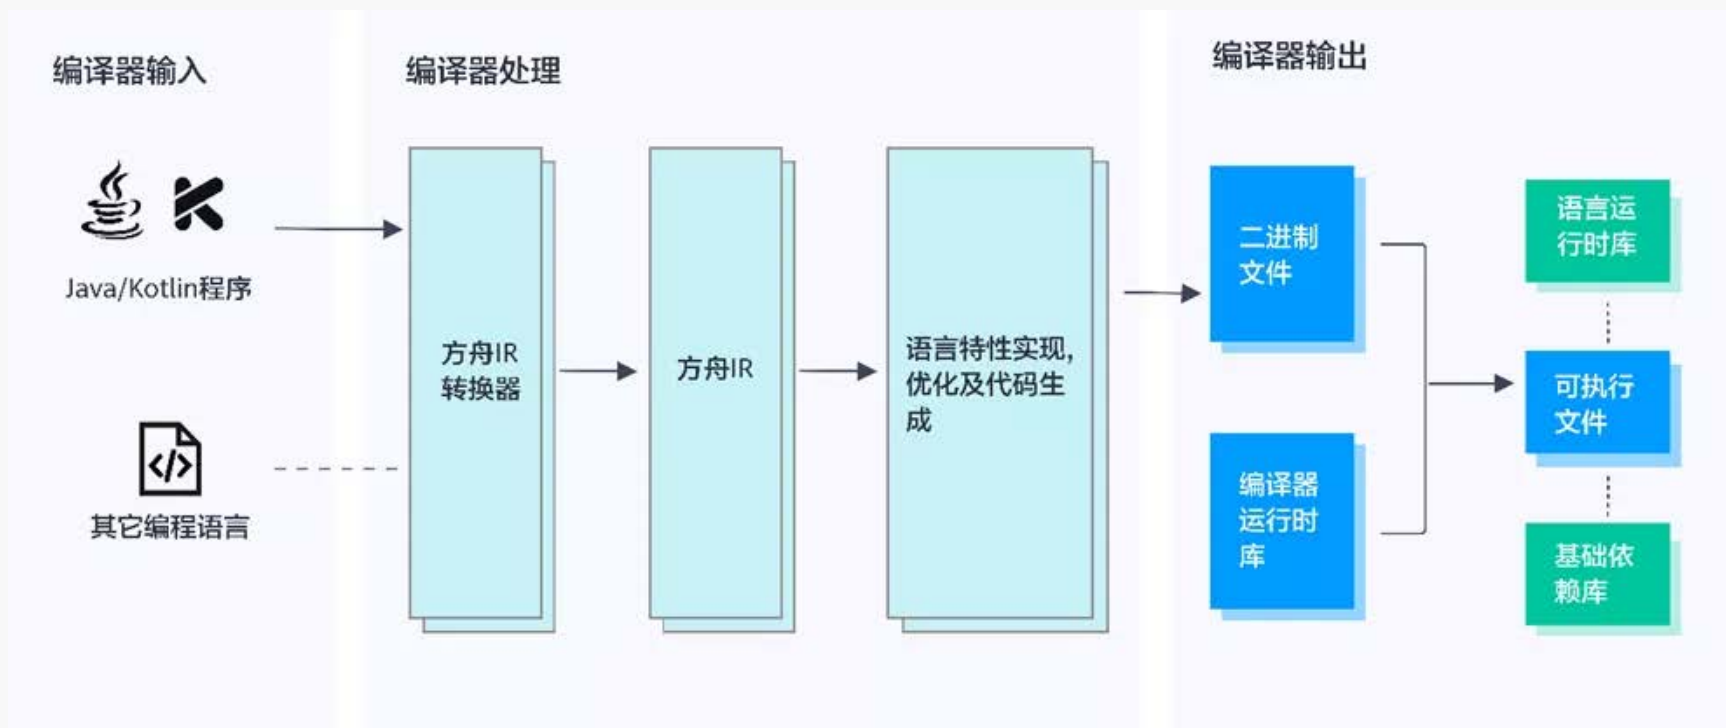 编译器输入
Java/Kotlin程序
</>
其它编程语言
编译器处理
方舟IR
转换器
方舟IR
语言特性实现，
优化及代码生
成
编译器输出
二进制
文件
编译器
运行时
库
语言运
行时库
可执行
文件
基础依
赖库